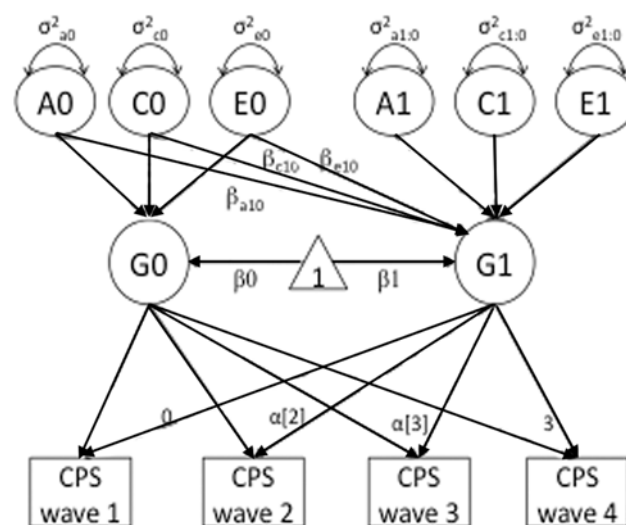 σ²a0 σ²c0 σ²e0 σ²a1:0 σ²c1:0 σ²e1:0
A0 C0 E0 A1 C1 E1
βc10 βe10
βa10
G0 1 G1
β0 β1
0 α[2] α[3] 3
CPS CPS CPS CPS
wave 1 wave 2 wave 3 wave 4